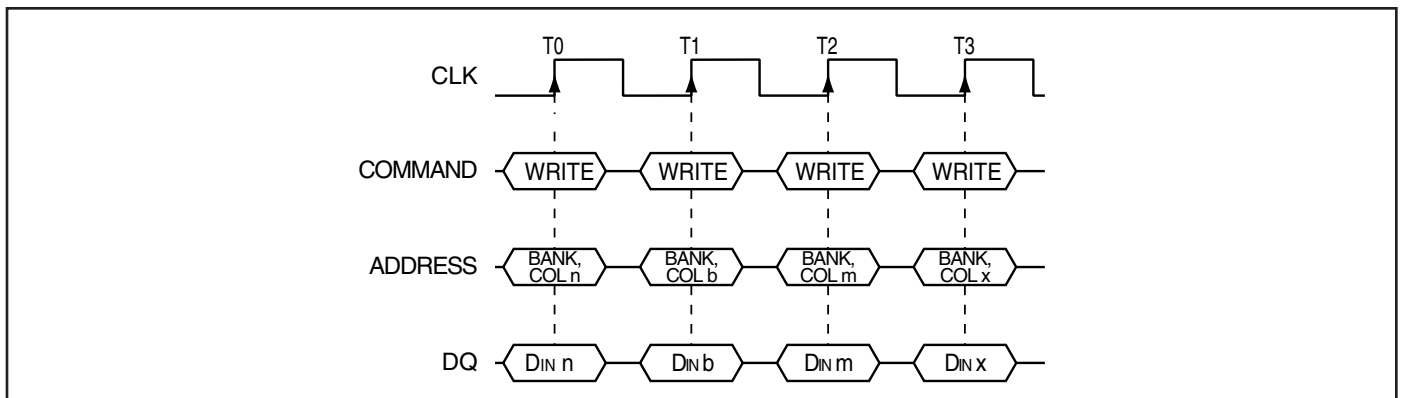 T0 T1 T2 T3
CLK
COMMAND WRITE WRITE WRITE WRITE
ADDRESS BANK, COL n BANK, COL b BANK, COL m BANK, COL x
DQ DIN n DIN b DIN m DIN x